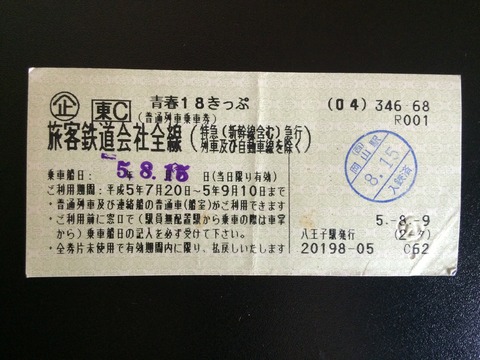 企 東C 青春18きっぷ (04) 346-68
(普通列車乗車券) R001
旅客鉄道会社全線(特急(新幹線含む)急行列車及び自動車線を除く)
乗車船日: 年 5.8.15 日(当日限り有効)
ご利用期間:平成5年7月20日~5年9月10日まで
・普通列車及び連絡船の普通車(船室)がご利用できます
・ご利用前に窓口で(駅員無配置駅から乗車の際は車掌
から)乗車船日の記入を必ず受けて下さい。
・全券片未使用で有効期間内に限り、払戻しいたします
岡山駅
8.15
入鋏済
5.-8.-9
八王子駅発行 (2-タ)
20198-05 C62